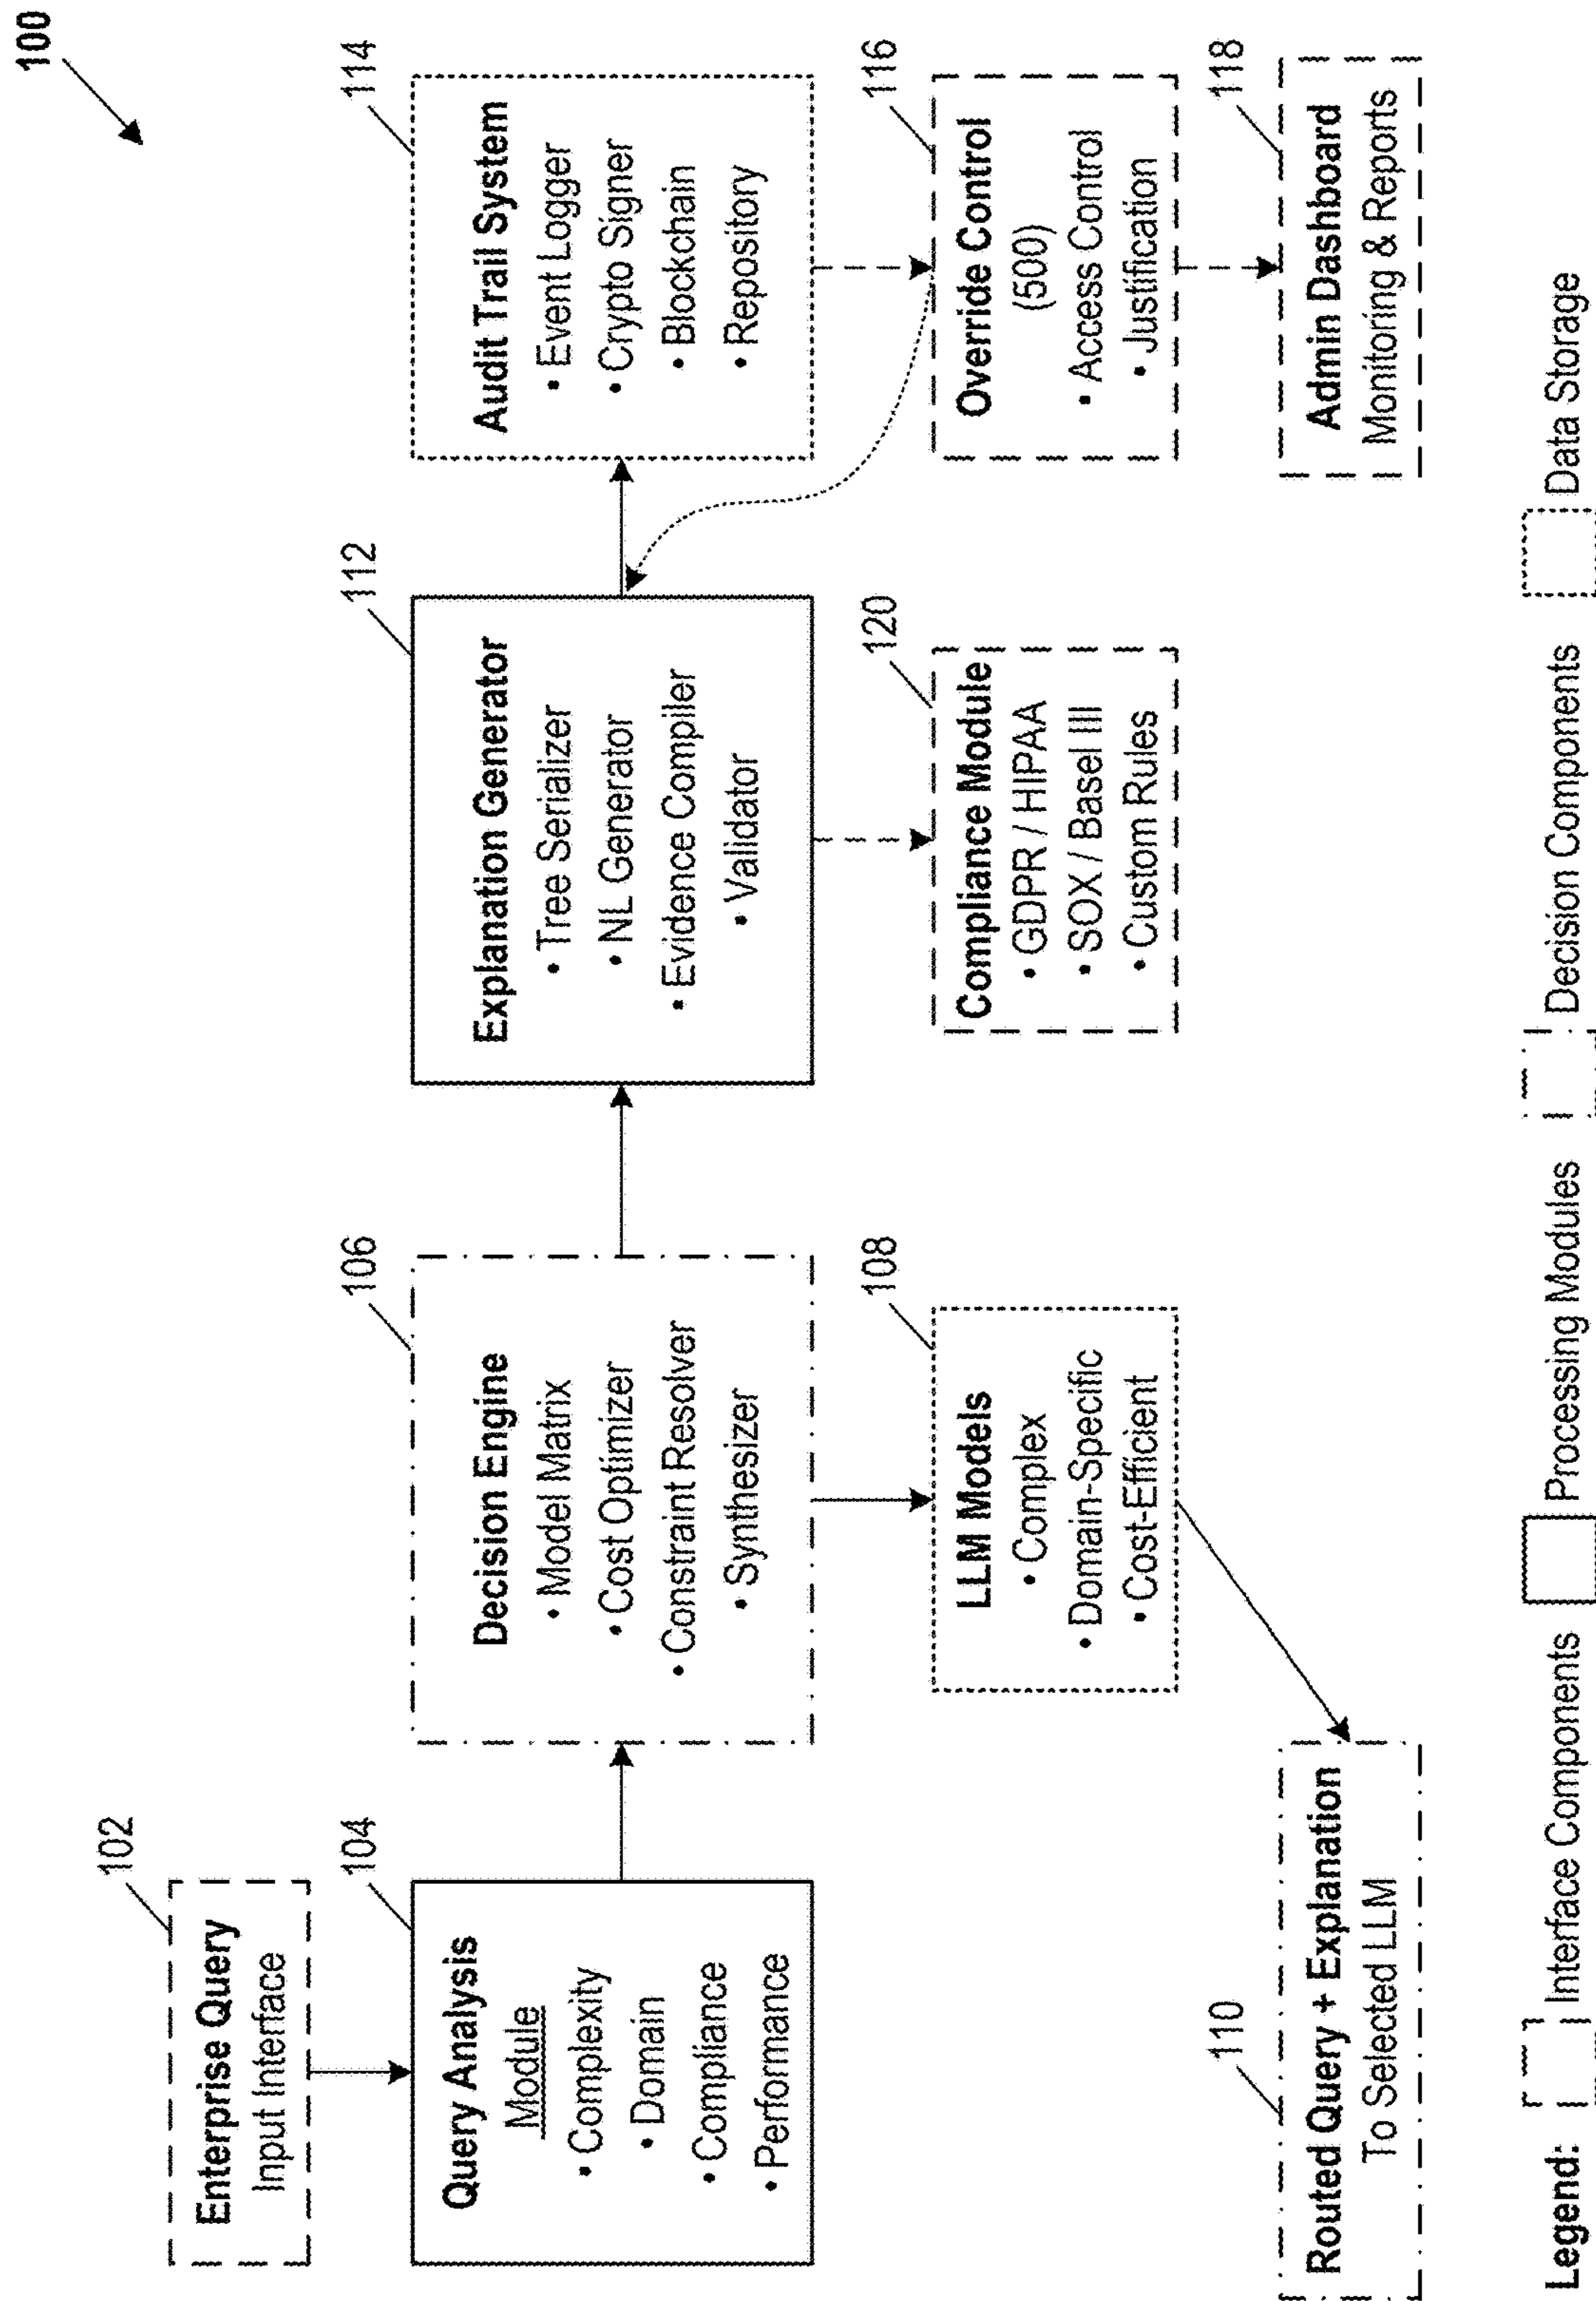 100
102
Enterprise Query
Input Interface
104
Query Analysis
Module
• Complexity
• Domain
• Compliance
• Performance
106
Decision Engine
• Model Matrix
• Cost Optimizer
• Constraint Resolver
• Synthesizer
108
LLM Models
• Complex
• Domain-Specific
• Cost-Efficient
110
Routed Query + Explanation
To Selected LLM
112
Explanation Generator
• Tree Serializer
• NL Generator
• Evidence Compiler
• Validator
120
Compliance Module
• GDPR / HIPAA
• SOX / Basel III
• Custom Rules
114
Audit Trail System
• Event Logger
• Crypto Signer
• Blockchain
• Repository
116
Override Control
(500)
• Access Control
• Justification
118
Admin Dashboard
Monitoring & Reports
Legend: Interface Components Processing Modules Decision Components Data Storage